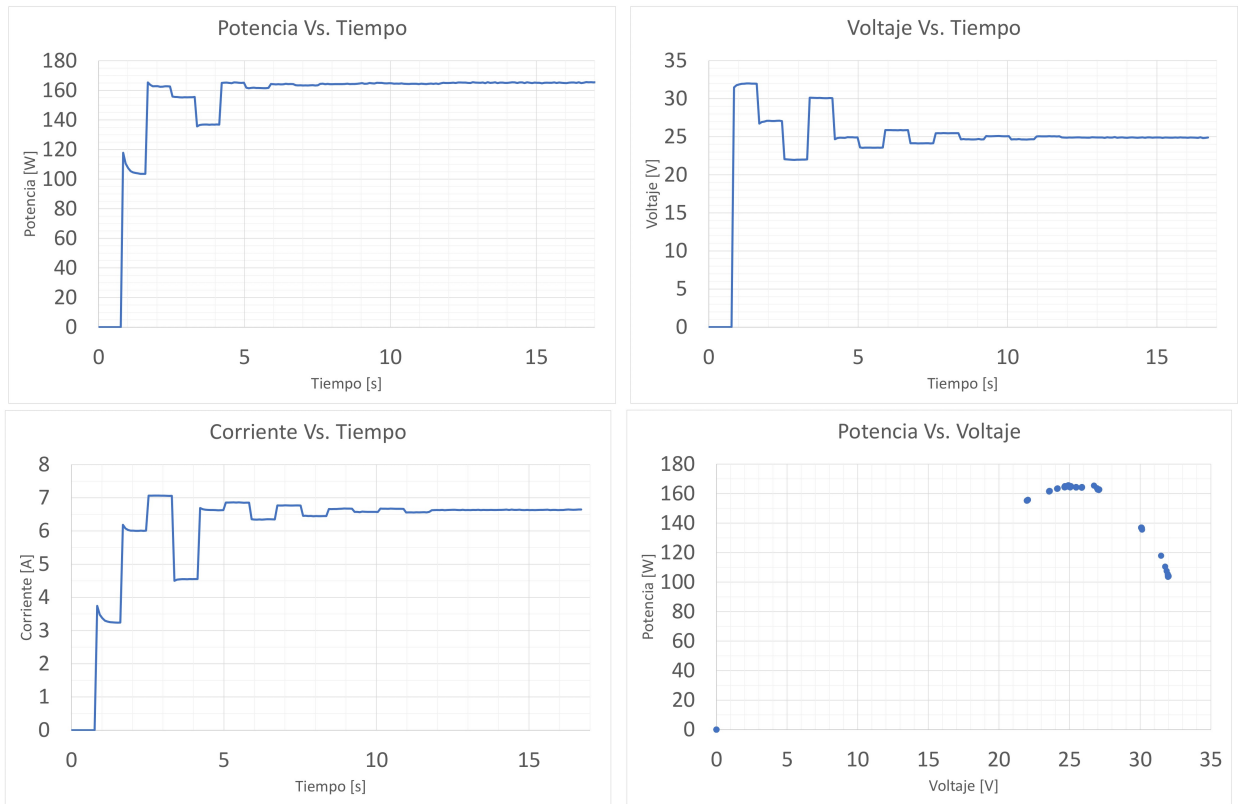 Potencia Vs. Tiempo
180
160
140
120
100
80
60
40
20
0
Potencia [W]
0 5 10 15
Tiempo [s]
Voltaje Vs. Tiempo
35
30
25
20
15
10
5
0
Voltaje [V]
0 5 10 15
Tiempo [s]
Corriente Vs. Tiempo
8
7
6
5
4
3
2
1
0
Corriente [A]
0 5 10 15
Tiempo [s]
Potencia Vs. Voltaje
180
160
140
120
100
80
60
40
20
0
Potencia [W]
0 5 10 15 20 25 30 35
Voltaje [V]